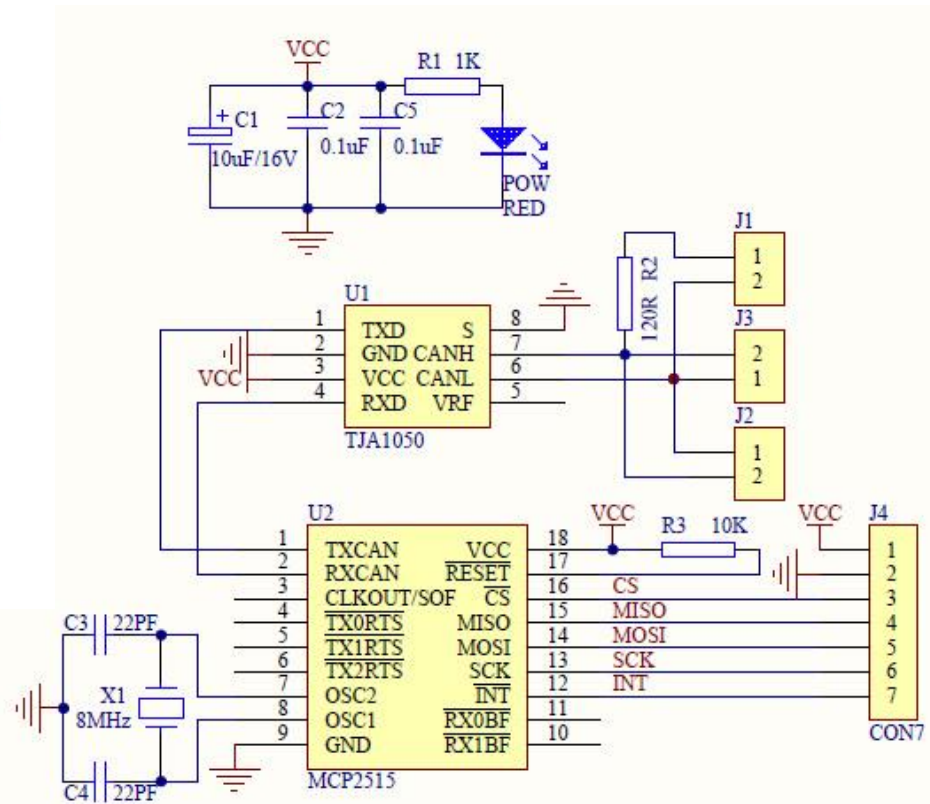 VCC
R1 1K
+ C1
C2
C5
10uF/16V
0.1uF
0.1uF
POW
RED
J1
1
2
R2
120R
J3
2
1
J2
1
2
U1
1 TXD S 8
2 GND CANH 7
VCC 3 VCC CANL 6
4 RXD VRF 5
TJA1050
U2
1 TXCAN VCC 18
2 RXCAN RESET 17
3 CLKOUT/SOF CS 16
4 TX0RTS MISO 15
5 TX1RTS MOSI 14
6 TX2RTS SCK 13
7 OSC2 INT 12
8 OSC1 RX0BF 11
9 GND RX1BF 10
MCP2515
VCC
R3 10K
CS
MISO
MOSI
SCK
INT
VCC
J4
1
2
3
4
5
6
7
CON7
C3 22PF
X1
8MHz
C4 22PF